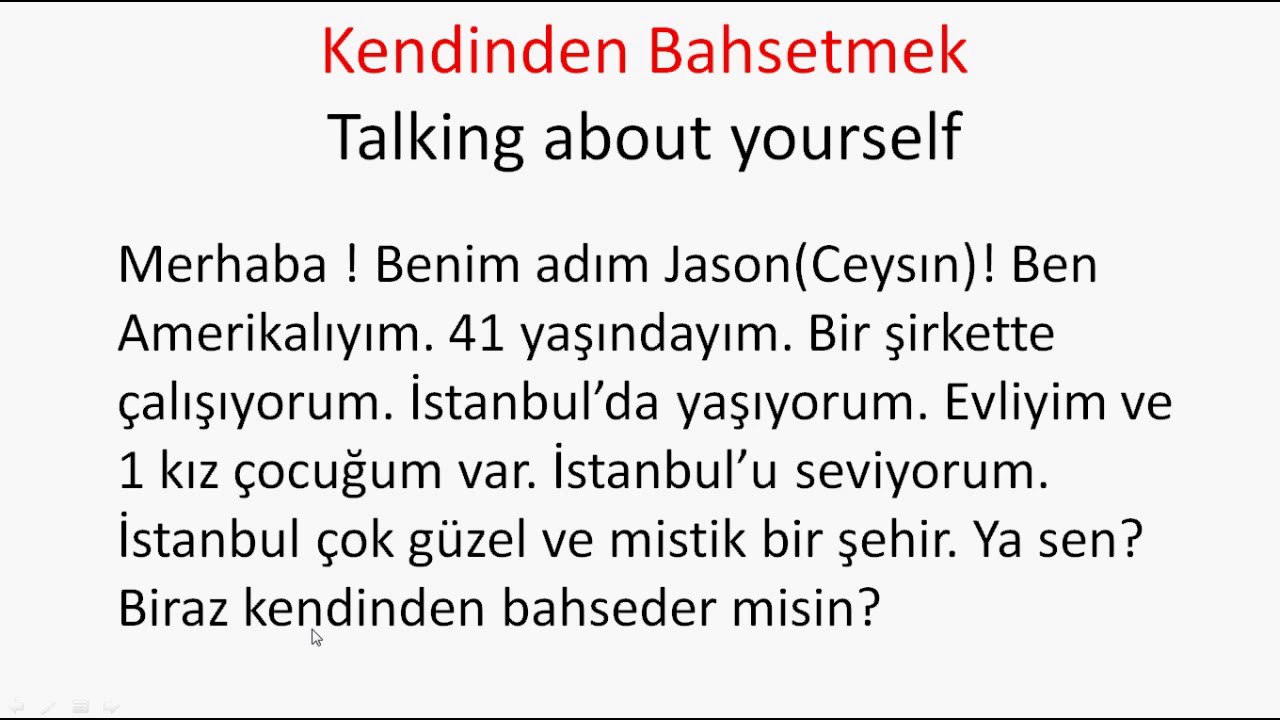 Kendinden Bahsetmek
Talking about yourself
Merhaba ! Benim adım Jason(Ceysın)! Ben
Amerikalıyım. 41 yaşındayım. Bir şirkette
çalışıyorum. İstanbul’da yaşıyorum. Evliyim ve
1 kız çocuğum var. İstanbul’u seviyorum.
İstanbul çok güzel ve mistik bir şehir. Ya sen?
Biraz kendinden bahseder misin?